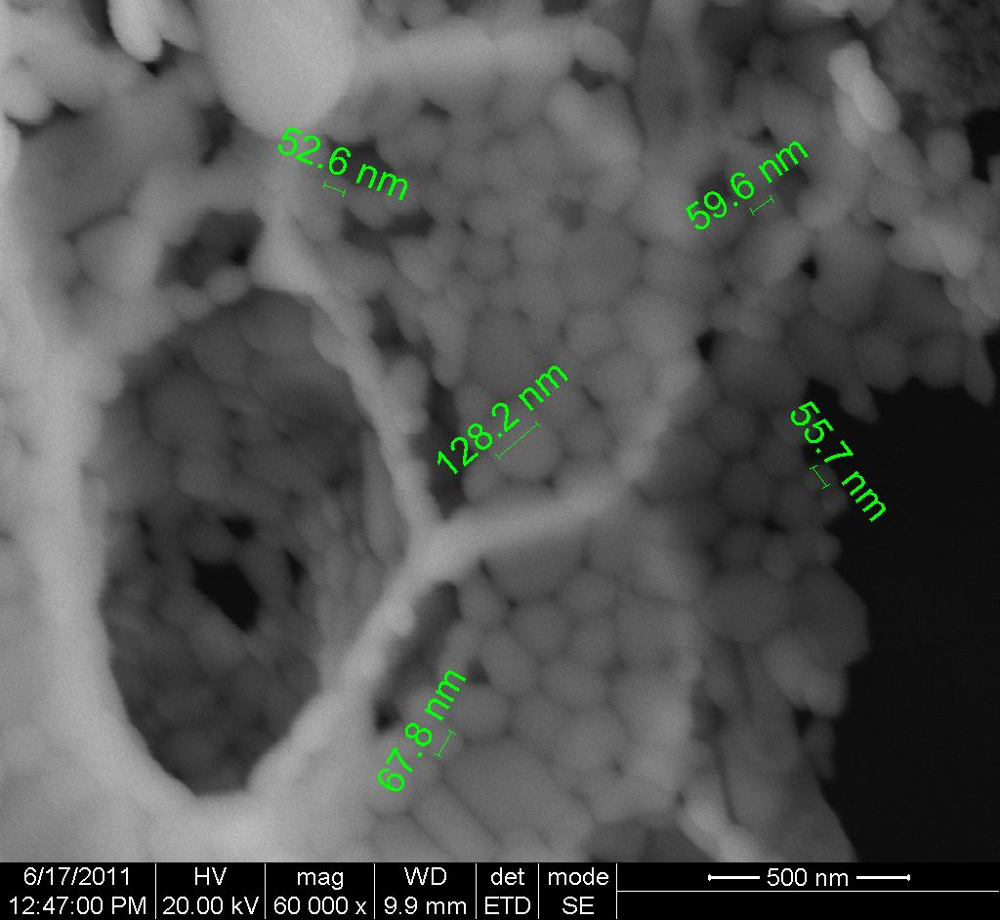 52.6 nm
59.6 nm
128.2 nm
55.7 nm
67.8 nm
6/17/2011 HV mag WD det mode 500 nm
12:47:00 PM 20.00 kV 60 000 x 9.9 mm ETD SE